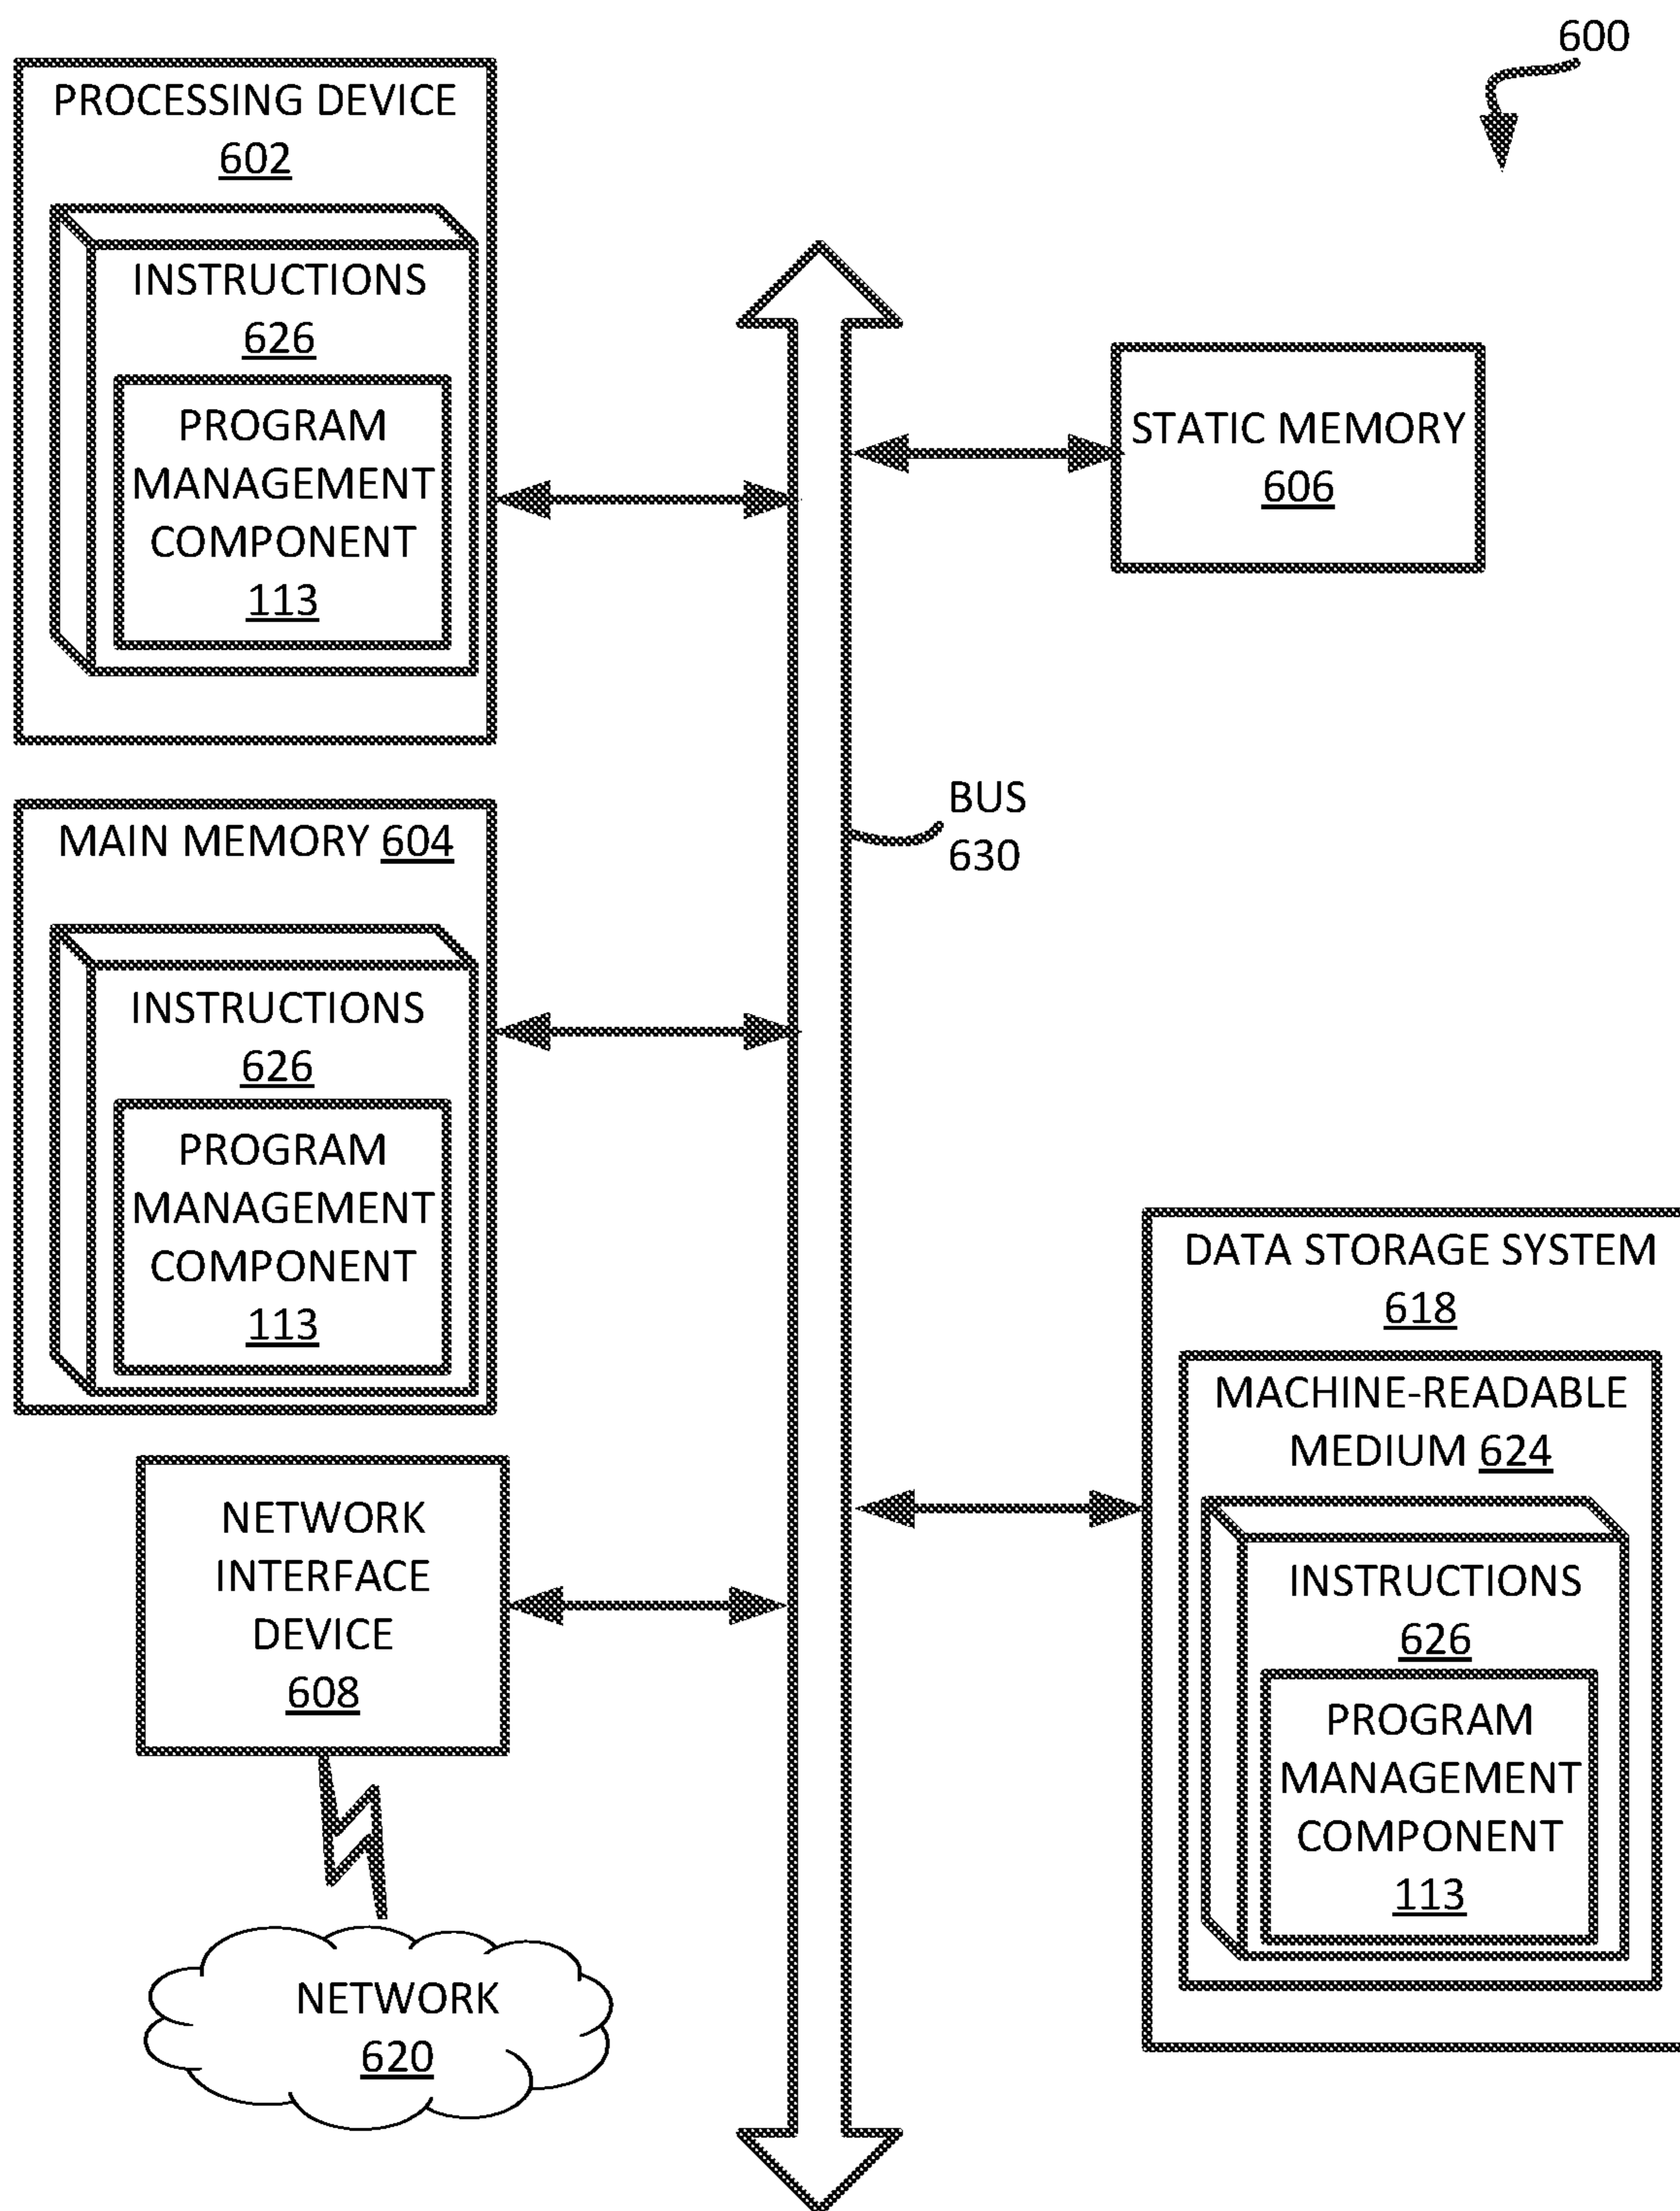 600
PROCESSING DEVICE
602
INSTRUCTIONS
626
PROGRAM
MANAGEMENT
COMPONENT
113
STATIC MEMORY
606
BUS
630
MAIN MEMORY 604
INSTRUCTIONS
626
PROGRAM
MANAGEMENT
COMPONENT
113
DATA STORAGE SYSTEM
618
MACHINE-READABLE
MEDIUM 624
INSTRUCTIONS
626
PROGRAM
MANAGEMENT
COMPONENT
113
NETWORK
INTERFACE
DEVICE
608
NETWORK
620